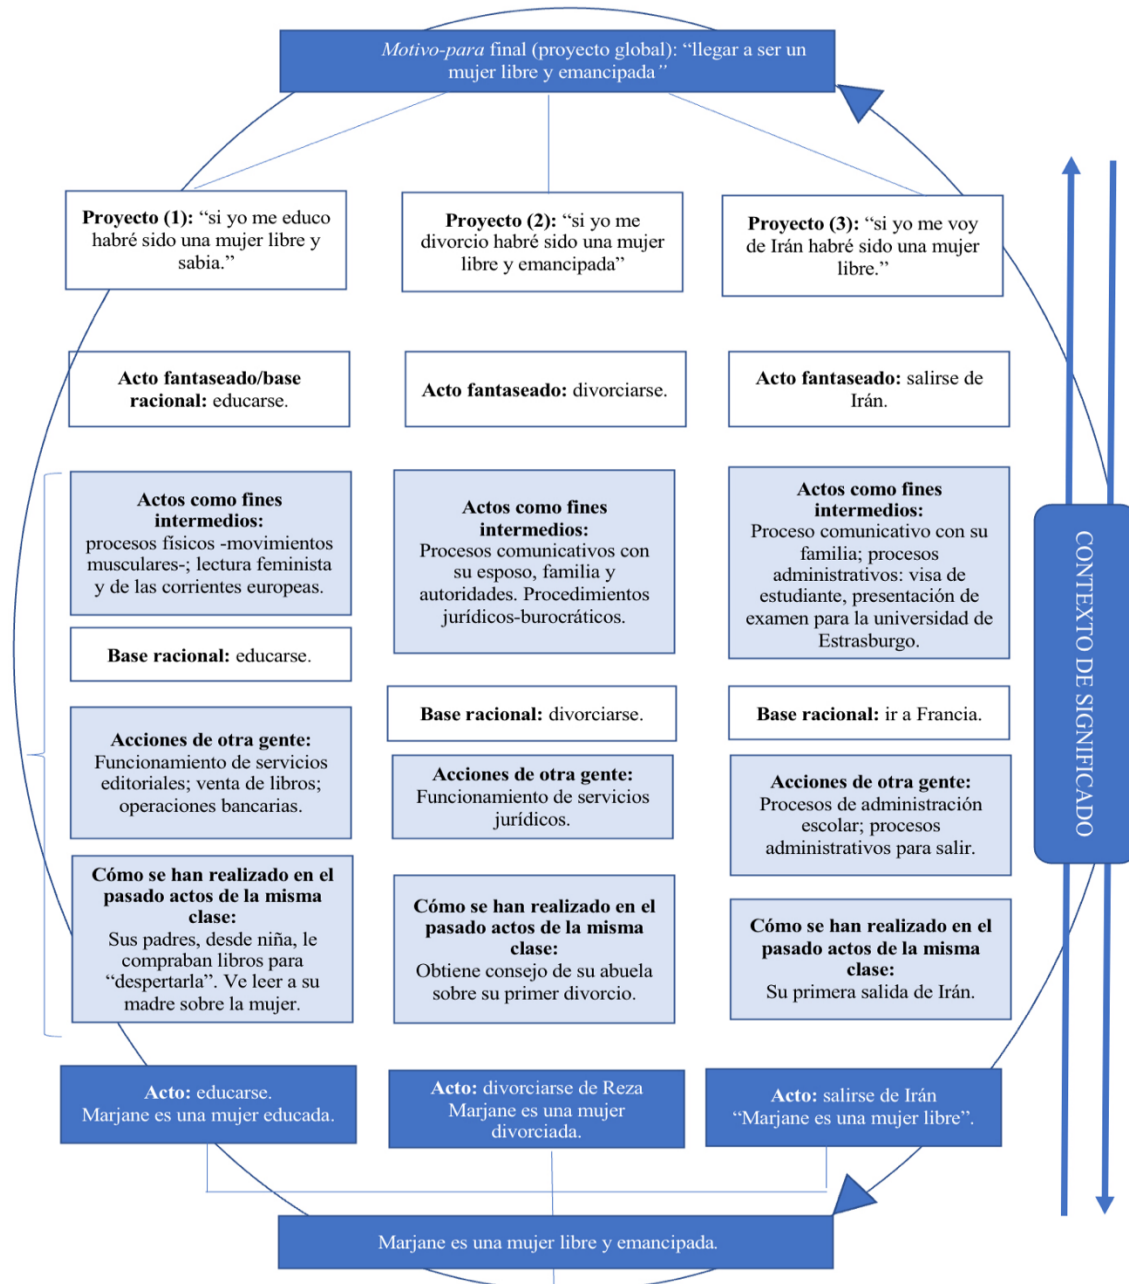 Motivo-para final (proyecto global): “llegar a ser un
mujer libre y emancipada”
Proyecto (1): “si yo me educo
habré sido una mujer libre y
sabia.”
Proyecto (2): “si yo me
divorcio habré sido una mujer
libre y emancipada”
Proyecto (3): “si yo me voy
de Irán habré sido una mujer
libre.”
Acto fantaseado/base
racional: educarse.
Acto fantaseado: divorciarse.
Acto fantaseado: salirse de
Irán.
Actos como fines
intermedios:
procesos físicos -movimientos
musculares-; lectura feminista
y de las corrientes europeas.
Actos como fines
intermedios:
Procesos comunicativos con
su esposo, familia y
autoridades. Procedimientos
jurídicos-burocráticos.
Actos como fines
intermedios:
Proceso comunicativo con su
familia; procesos
administrativos: visa de
estudiante, presentación de
examen para la universidad de
Estrasburgo.
Base racional: educarse.
Base racional: divorciarse.
Base racional: ir a Francia.
Acciones de otra gente:
Funcionamiento de servicios
editoriales; venta de libros;
operaciones bancarias.
Acciones de otra gente:
Funcionamiento de servicios
jurídicos.
Acciones de otra gente:
Procesos de administración
escolar; procesos
administrativos para salir.
Cómo se han realizado en el
pasado actos de la misma
clase:
Sus padres, desde niña, le
compraban libros para
“despertarla”. Ve leer a su
madre sobre la mujer.
Cómo se han realizado en el
pasado actos de la misma
clase:
Obtiene consejo de su abuela
sobre su primer divorcio.
Cómo se han realizado en el
pasado actos de la misma
clase:
Su primera salida de Irán.
Acto: educarse.
Marjane es una mujer educada.
Acto: divorciarse de Reza
Marjane es una mujer
divorciada.
Acto: salirse de Irán
“Marjane es una mujer libre”.
Marjane es una mujer libre y emancipada.
CONTEXTO DE SIGNIFICADO